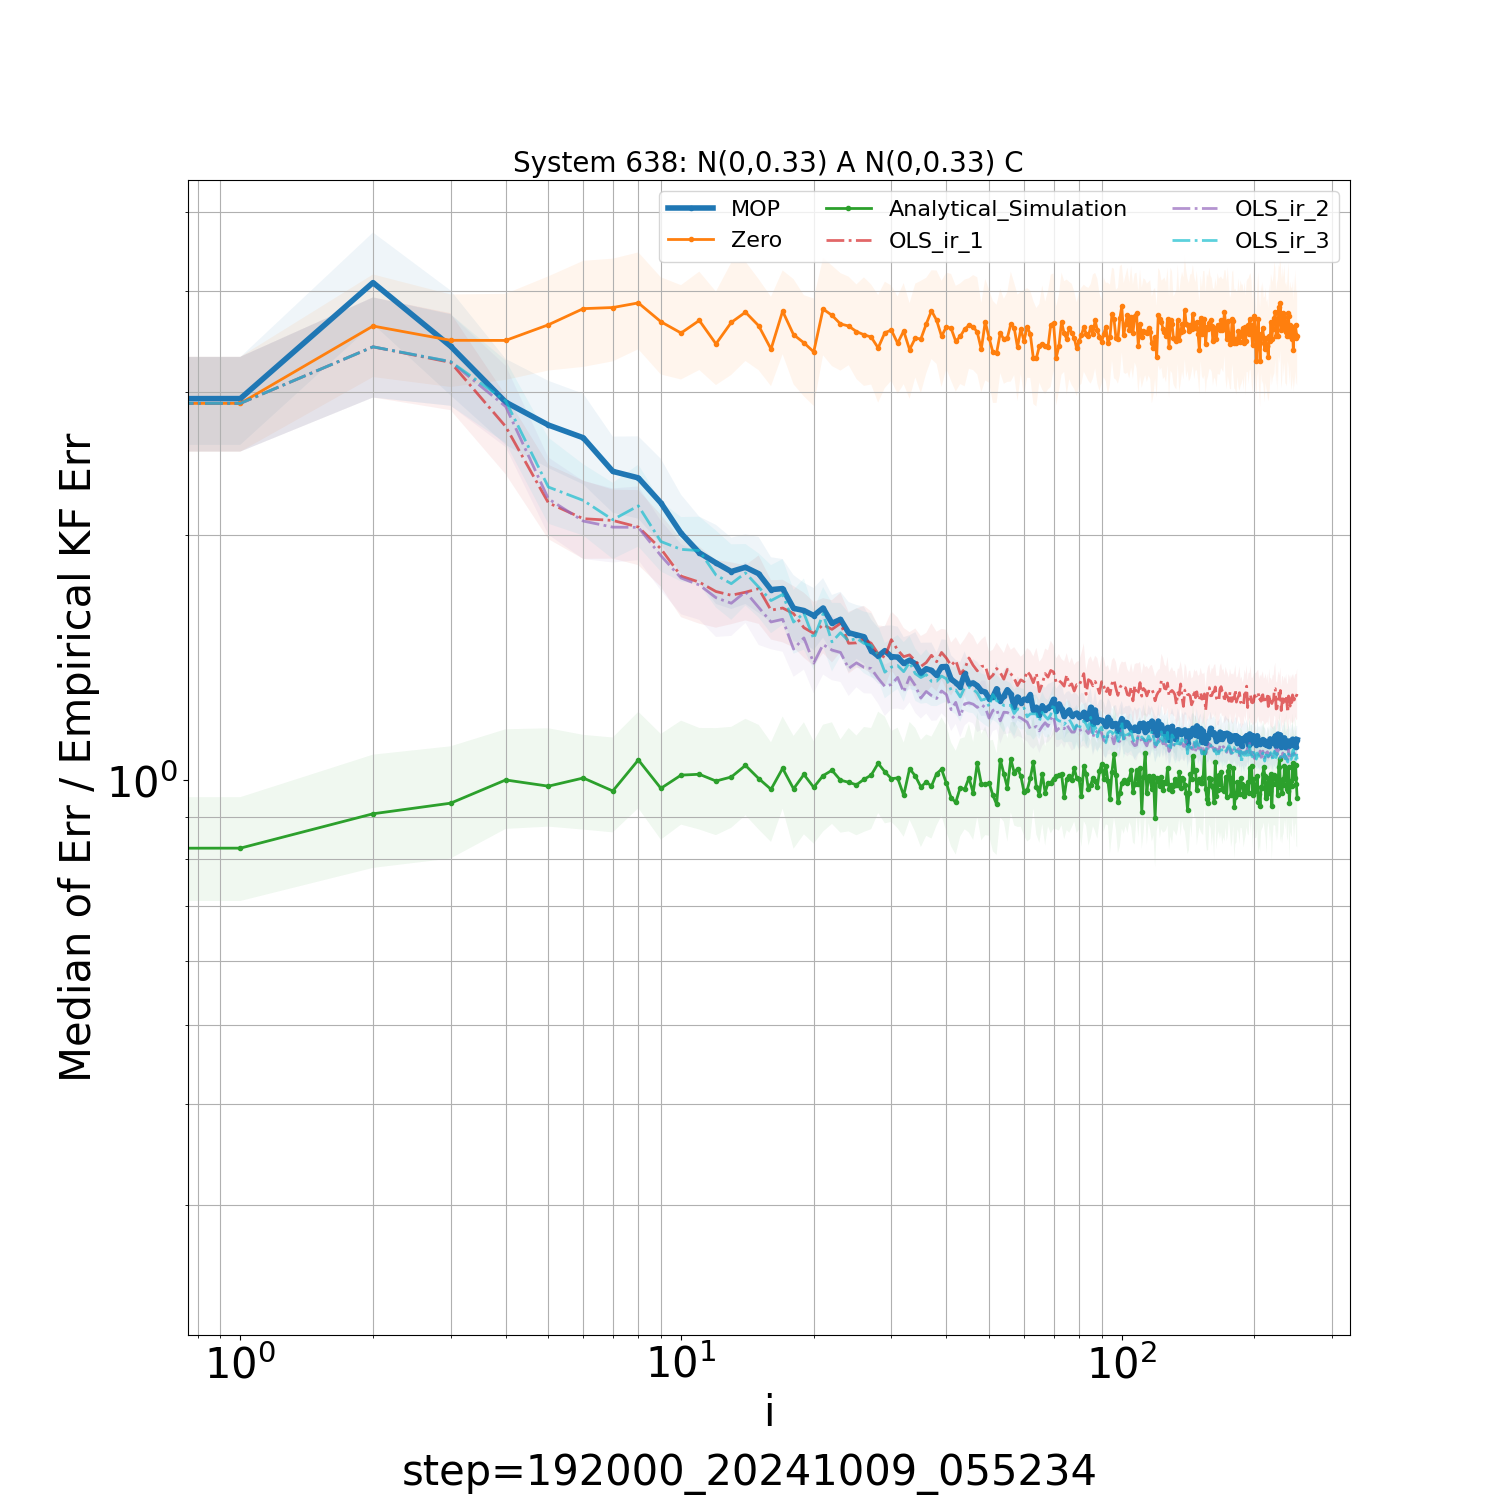 System 638: N(0,0.33) A N(0,0.33) C
MOP
Zero
Analytical_Simulation
OLS_ir_1
OLS_ir_2
OLS_ir_3
Median of Err / Empirical KF Err
10⁰
10⁰ 10¹ 10²
i
step=192000_20241009_055234